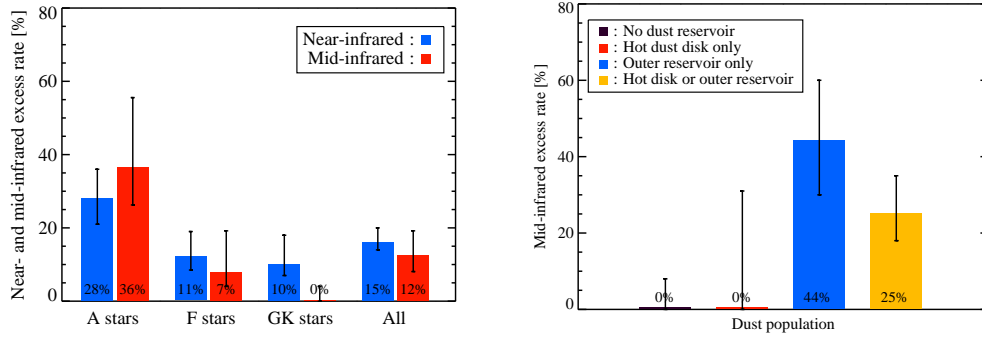 Near- and mid-infrared excess rate [%]
80
60
40
20
0
Near-infrared :
Mid-infrared :
28% 36% 11% 7% 10% 0% 15% 12%
A stars F stars GK stars All
Mid-infrared excess rate [%]
80
60
40
20
0
: No dust reservoir
: Hot dust disk only
: Outer reservoir only
: Hot disk or outer reservoir
0% 0% 44% 25%
Dust population